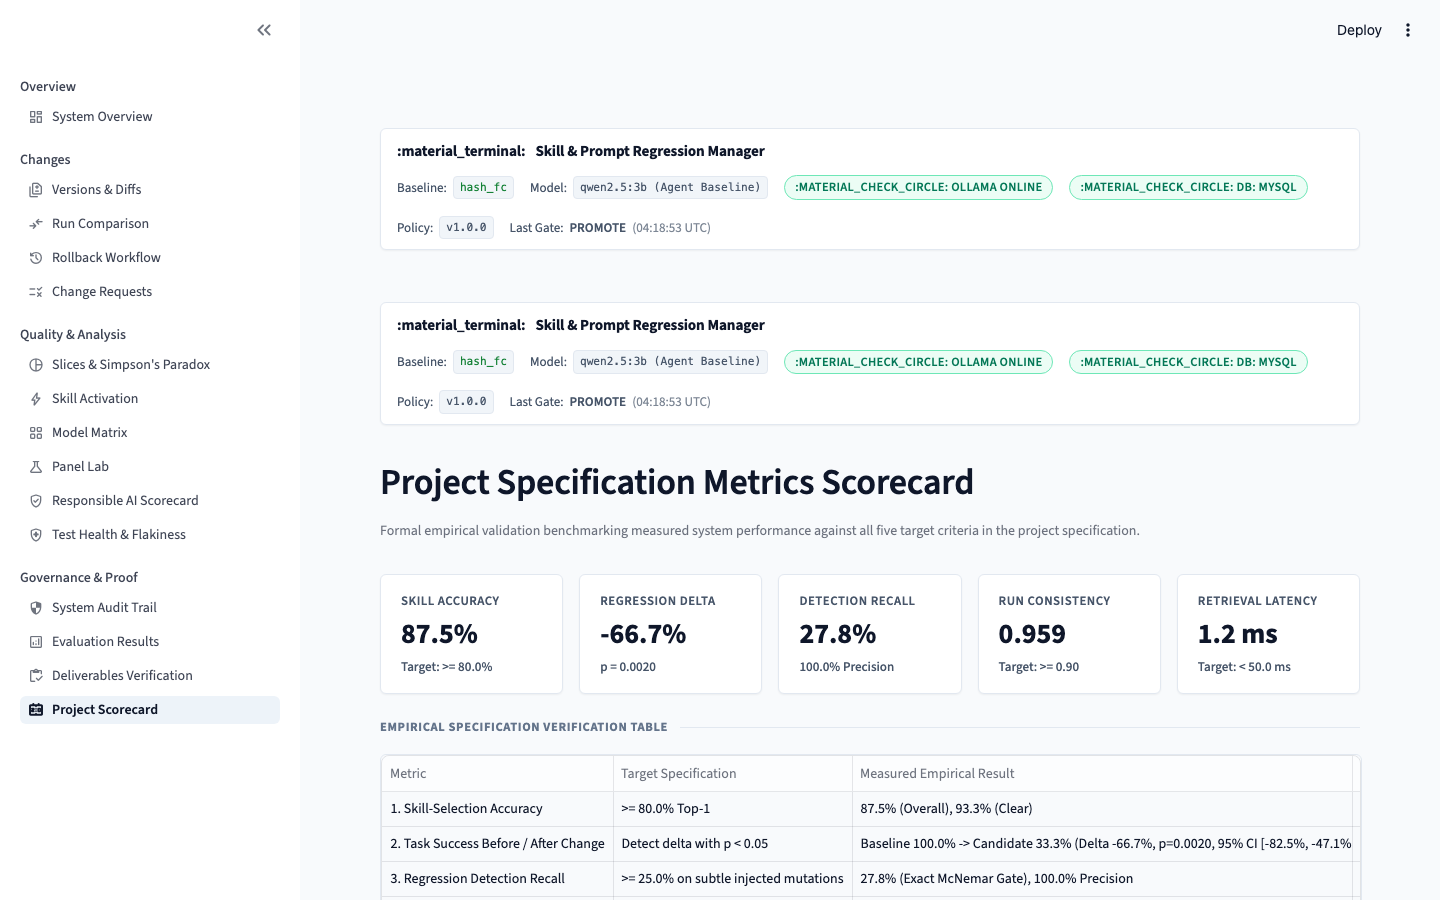 Deploy
Overview
System Overview
Changes
Versions & Diffs
Run Comparison
Rollback Workflow
Change Requests
Quality & Analysis
Slices & Simpson's Paradox
Skill Activation
Model Matrix
Panel Lab
Responsible AI Scorecard
Test Health & Flakiness
Governance & Proof
System Audit Trail
Evaluation Results
Deliverables Verification
Project Scorecard
:material_terminal: Skill & Prompt Regression Manager
Baseline: hash_fc Model: qwen2.5:3b (Agent Baseline) :MATERIAL_CHECK_CIRCLE: OLLAMA ONLINE :MATERIAL_CHECK_CIRCLE: DB: MYSQL
Policy: v1.0.0 Last Gate: PROMOTE (04:18:53 UTC)
:material_terminal: Skill & Prompt Regression Manager
Baseline: hash_fc Model: qwen2.5:3b (Agent Baseline) :MATERIAL_CHECK_CIRCLE: OLLAMA ONLINE :MATERIAL_CHECK_CIRCLE: DB: MYSQL
Policy: v1.0.0 Last Gate: PROMOTE (04:18:53 UTC)
Project Specification Metrics Scorecard
Formal empirical validation benchmarking measured system performance against all five target criteria in the project specification.
SKILL ACCURACY
87.5%
Target: >= 80.0%
REGRESSION DELTA
-66.7%
p = 0.0020
DETECTION RECALL
27.8%
100.0% Precision
RUN CONSISTENCY
0.959
Target: >= 0.90
RETRIEVAL LATENCY
1.2 ms
Target: < 50.0 ms
EMPIRICAL SPECIFICATION VERIFICATION TABLE
Metric Target Specification Measured Empirical Result
1. Skill-Selection Accuracy >= 80.0% Top-1 87.5% (Overall), 93.3% (Clear)
2. Task Success Before / After Change Detect delta with p < 0.05 Baseline 100.0% -> Candidate 33.3% (Delta -66.7%, p=0.0020, 95% CI [-82.5%, -47.1%
3. Regression Detection Recall >= 25.0% on subtle injected mutations 27.8% (Exact McNemar Gate), 100.0% Precision